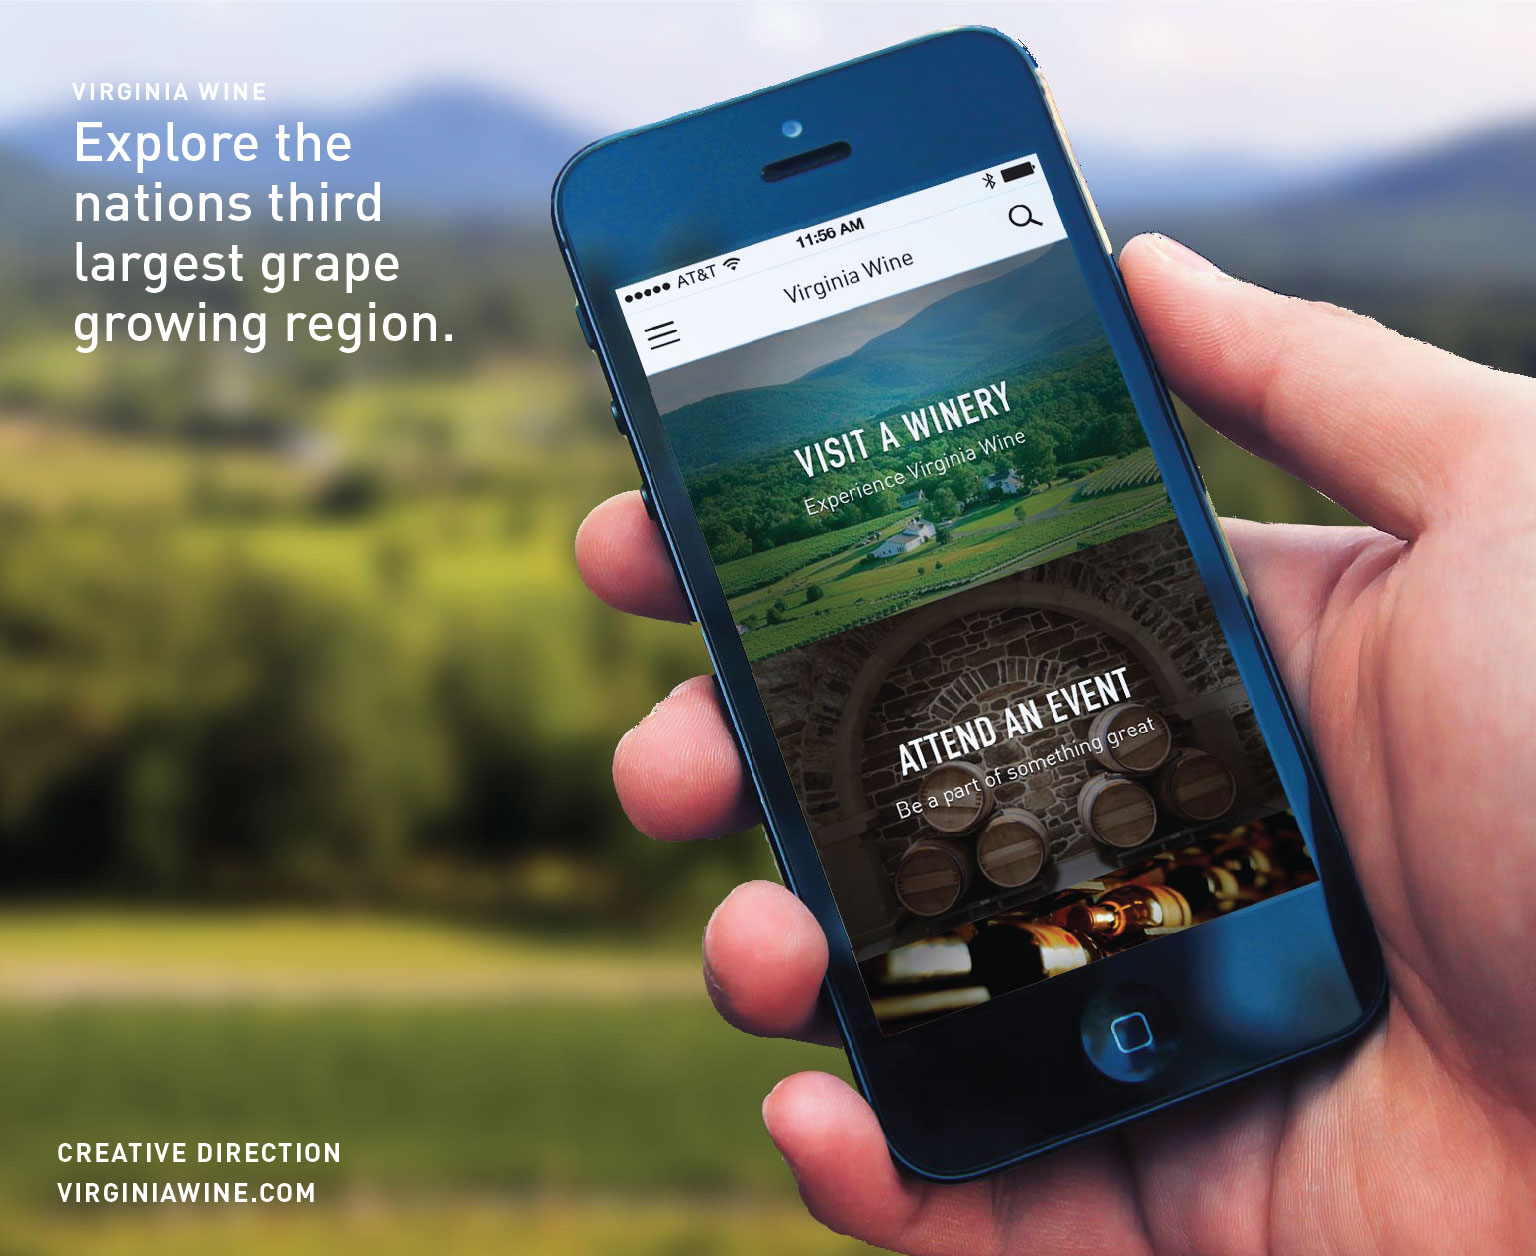 VIRGINIA WINE
Explore the
nations third
largest grape
growing region.
AT&T 11:56 AM
Virginia Wine
VISIT A WINERY
Experience Virginia Wine
ATTEND AN EVENT
Be a part of something great
CREATIVE DIRECTION
VIRGINIAWINE.COM